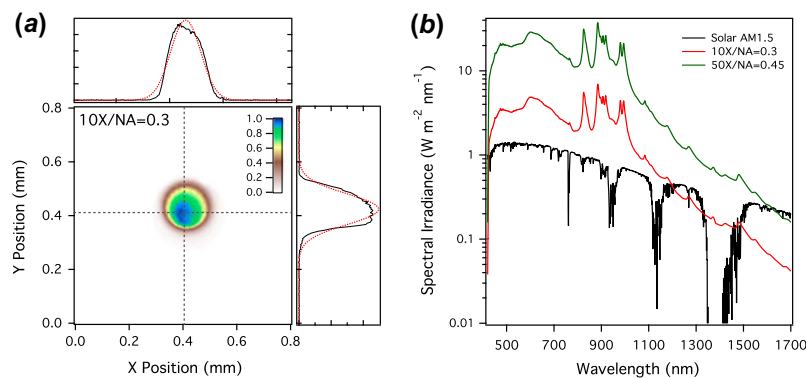 (a)
10X/NA=0.3
1.0
0.8
0.6
0.4
0.2
0.0
0.8
0.6
0.4
0.2
0.0
Y Position (mm)
0.0
0.2
0.4
0.6
0.8
X Position (mm)
(b)
Solar AM1.5
10X/NA=0.3
50X/NA=0.45
10
1
0.1
0.01
Spectral Irradiance (W m⁻² nm⁻¹)
500
700
900
1100
1300
1500
1700
Wavelength (nm)